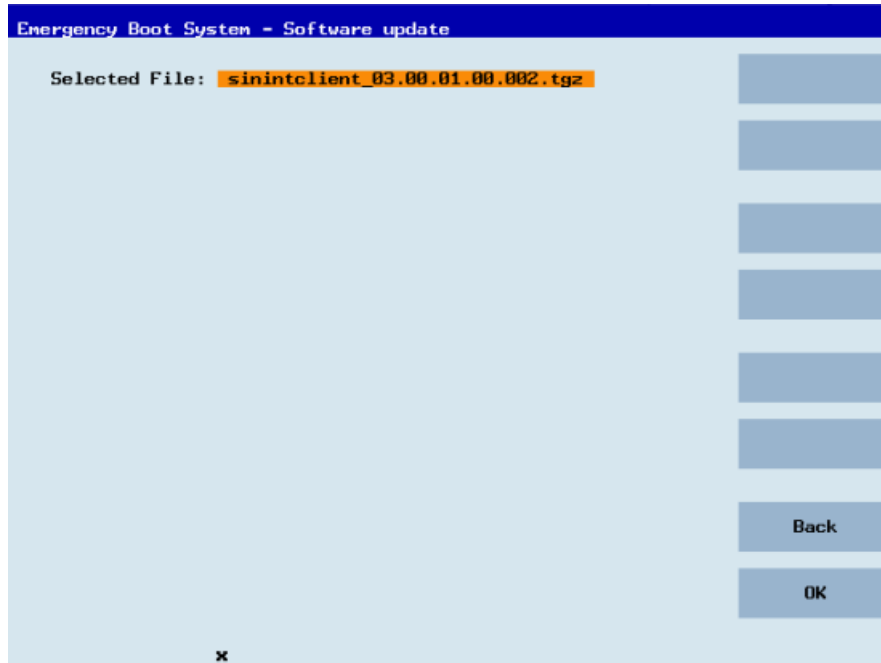 Emergency Boot System - Software update
Selected File: sinintclient_03.00.01.00.002.tgz
Back
OK
x